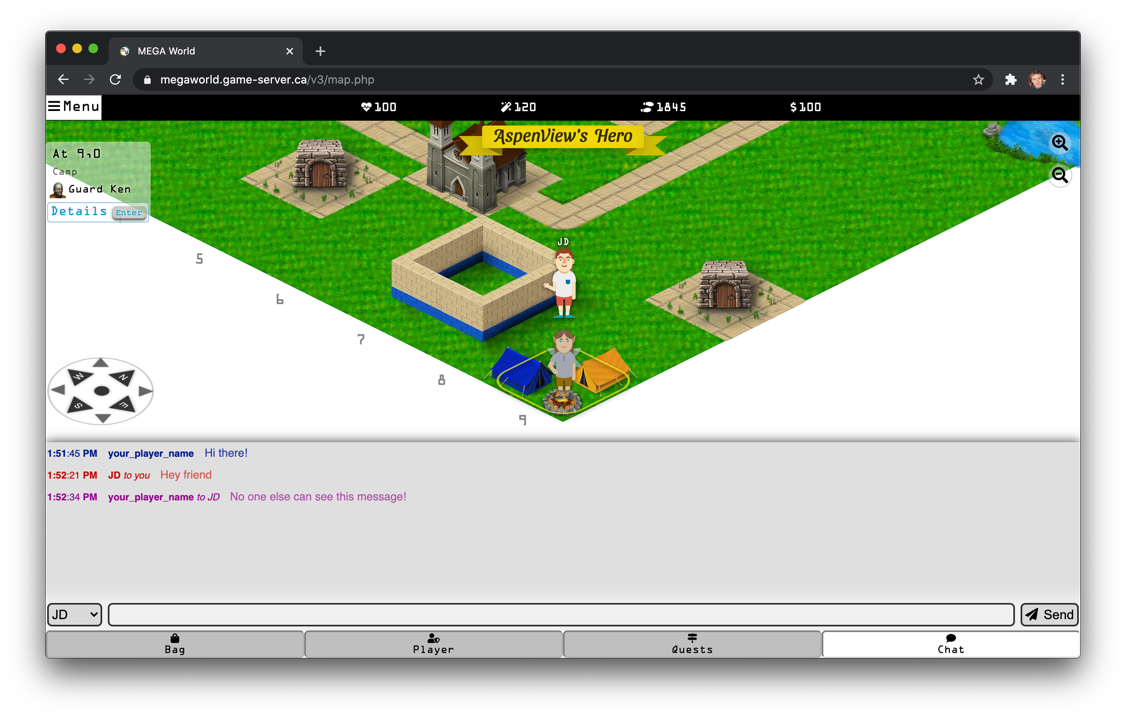 MEGA World
megaworld.game-server.ca/v3/map.php
Menu
100
120
1845
$100
AspenView's Hero
At 9,0
Camp
Guard Ken
Details Enter
JD
5
6
7
8
9
W
N
S
E
1:51:45 PM your_player_name Hi there!
1:52:21 PM JD to you Hey friend
1:52:34 PM your_player_name to JD No one else can see this message!
JD
Send
Bag
Player
Quests
Chat